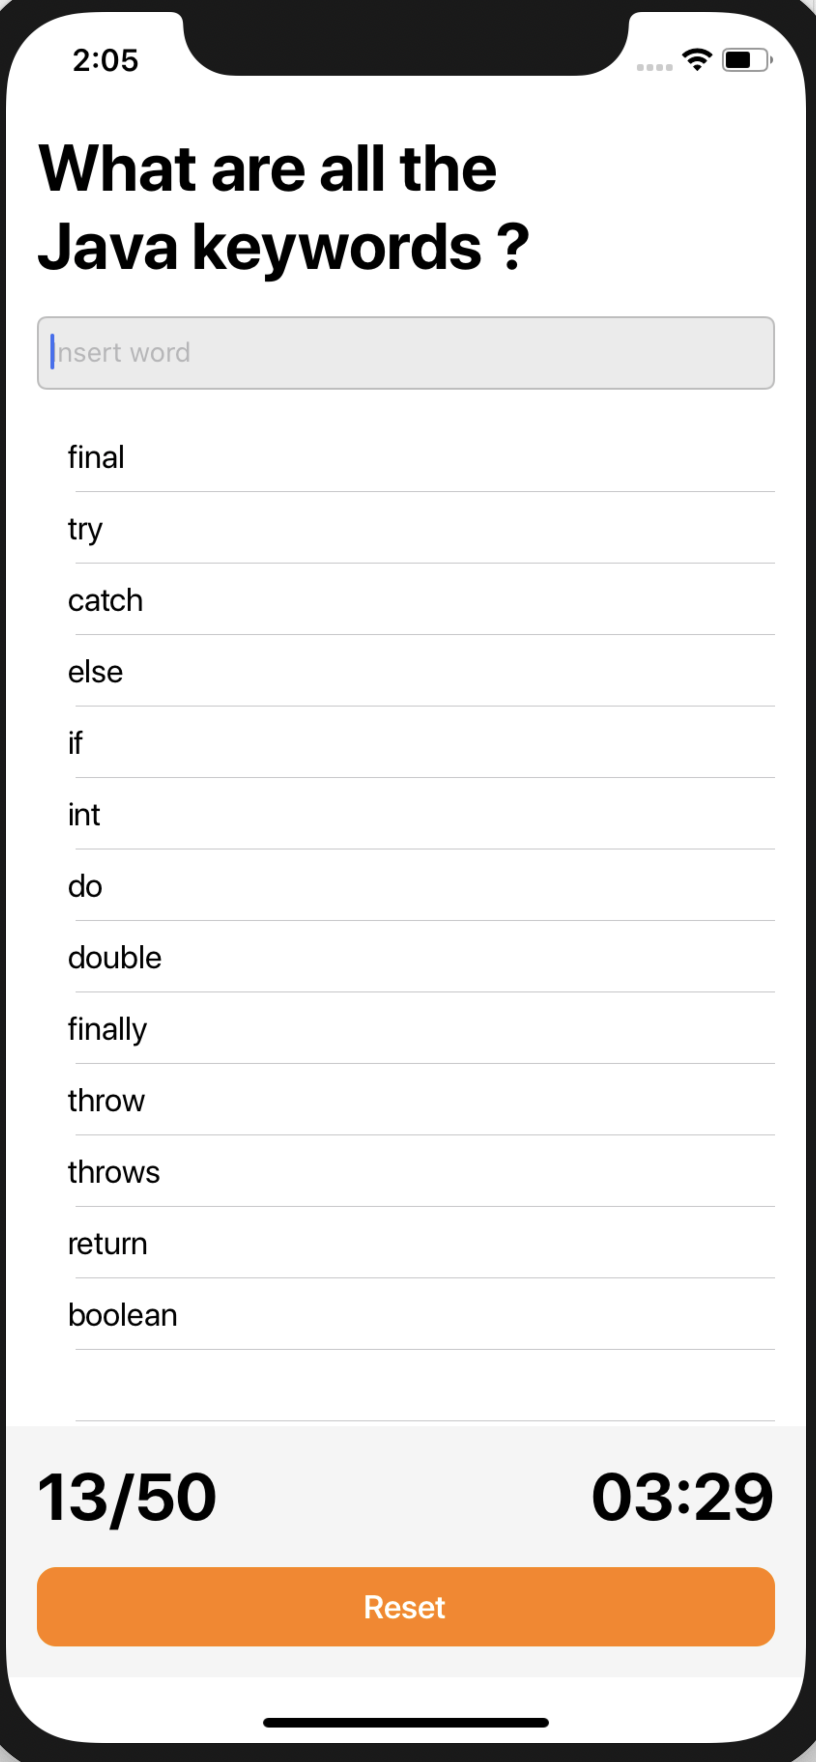 2:05
What are all the
Java keywords ?
Insert word
final
try
catch
else
if
int
do
double
finally
throw
throws
return
boolean
13/50 03:29
Reset